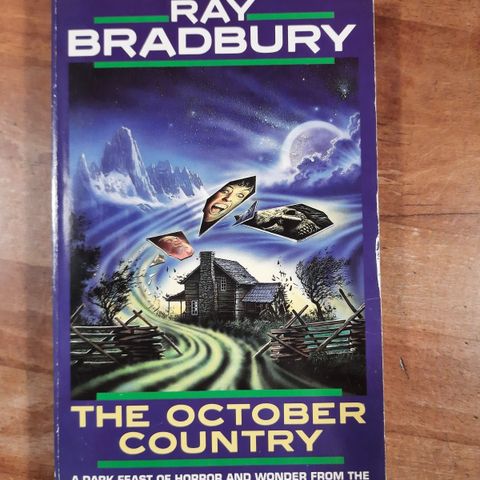 RAY
BRADBURY
THE OCTOBER
COUNTRY
A DARK FEAST OF HORROR AND WONDER FROM THE